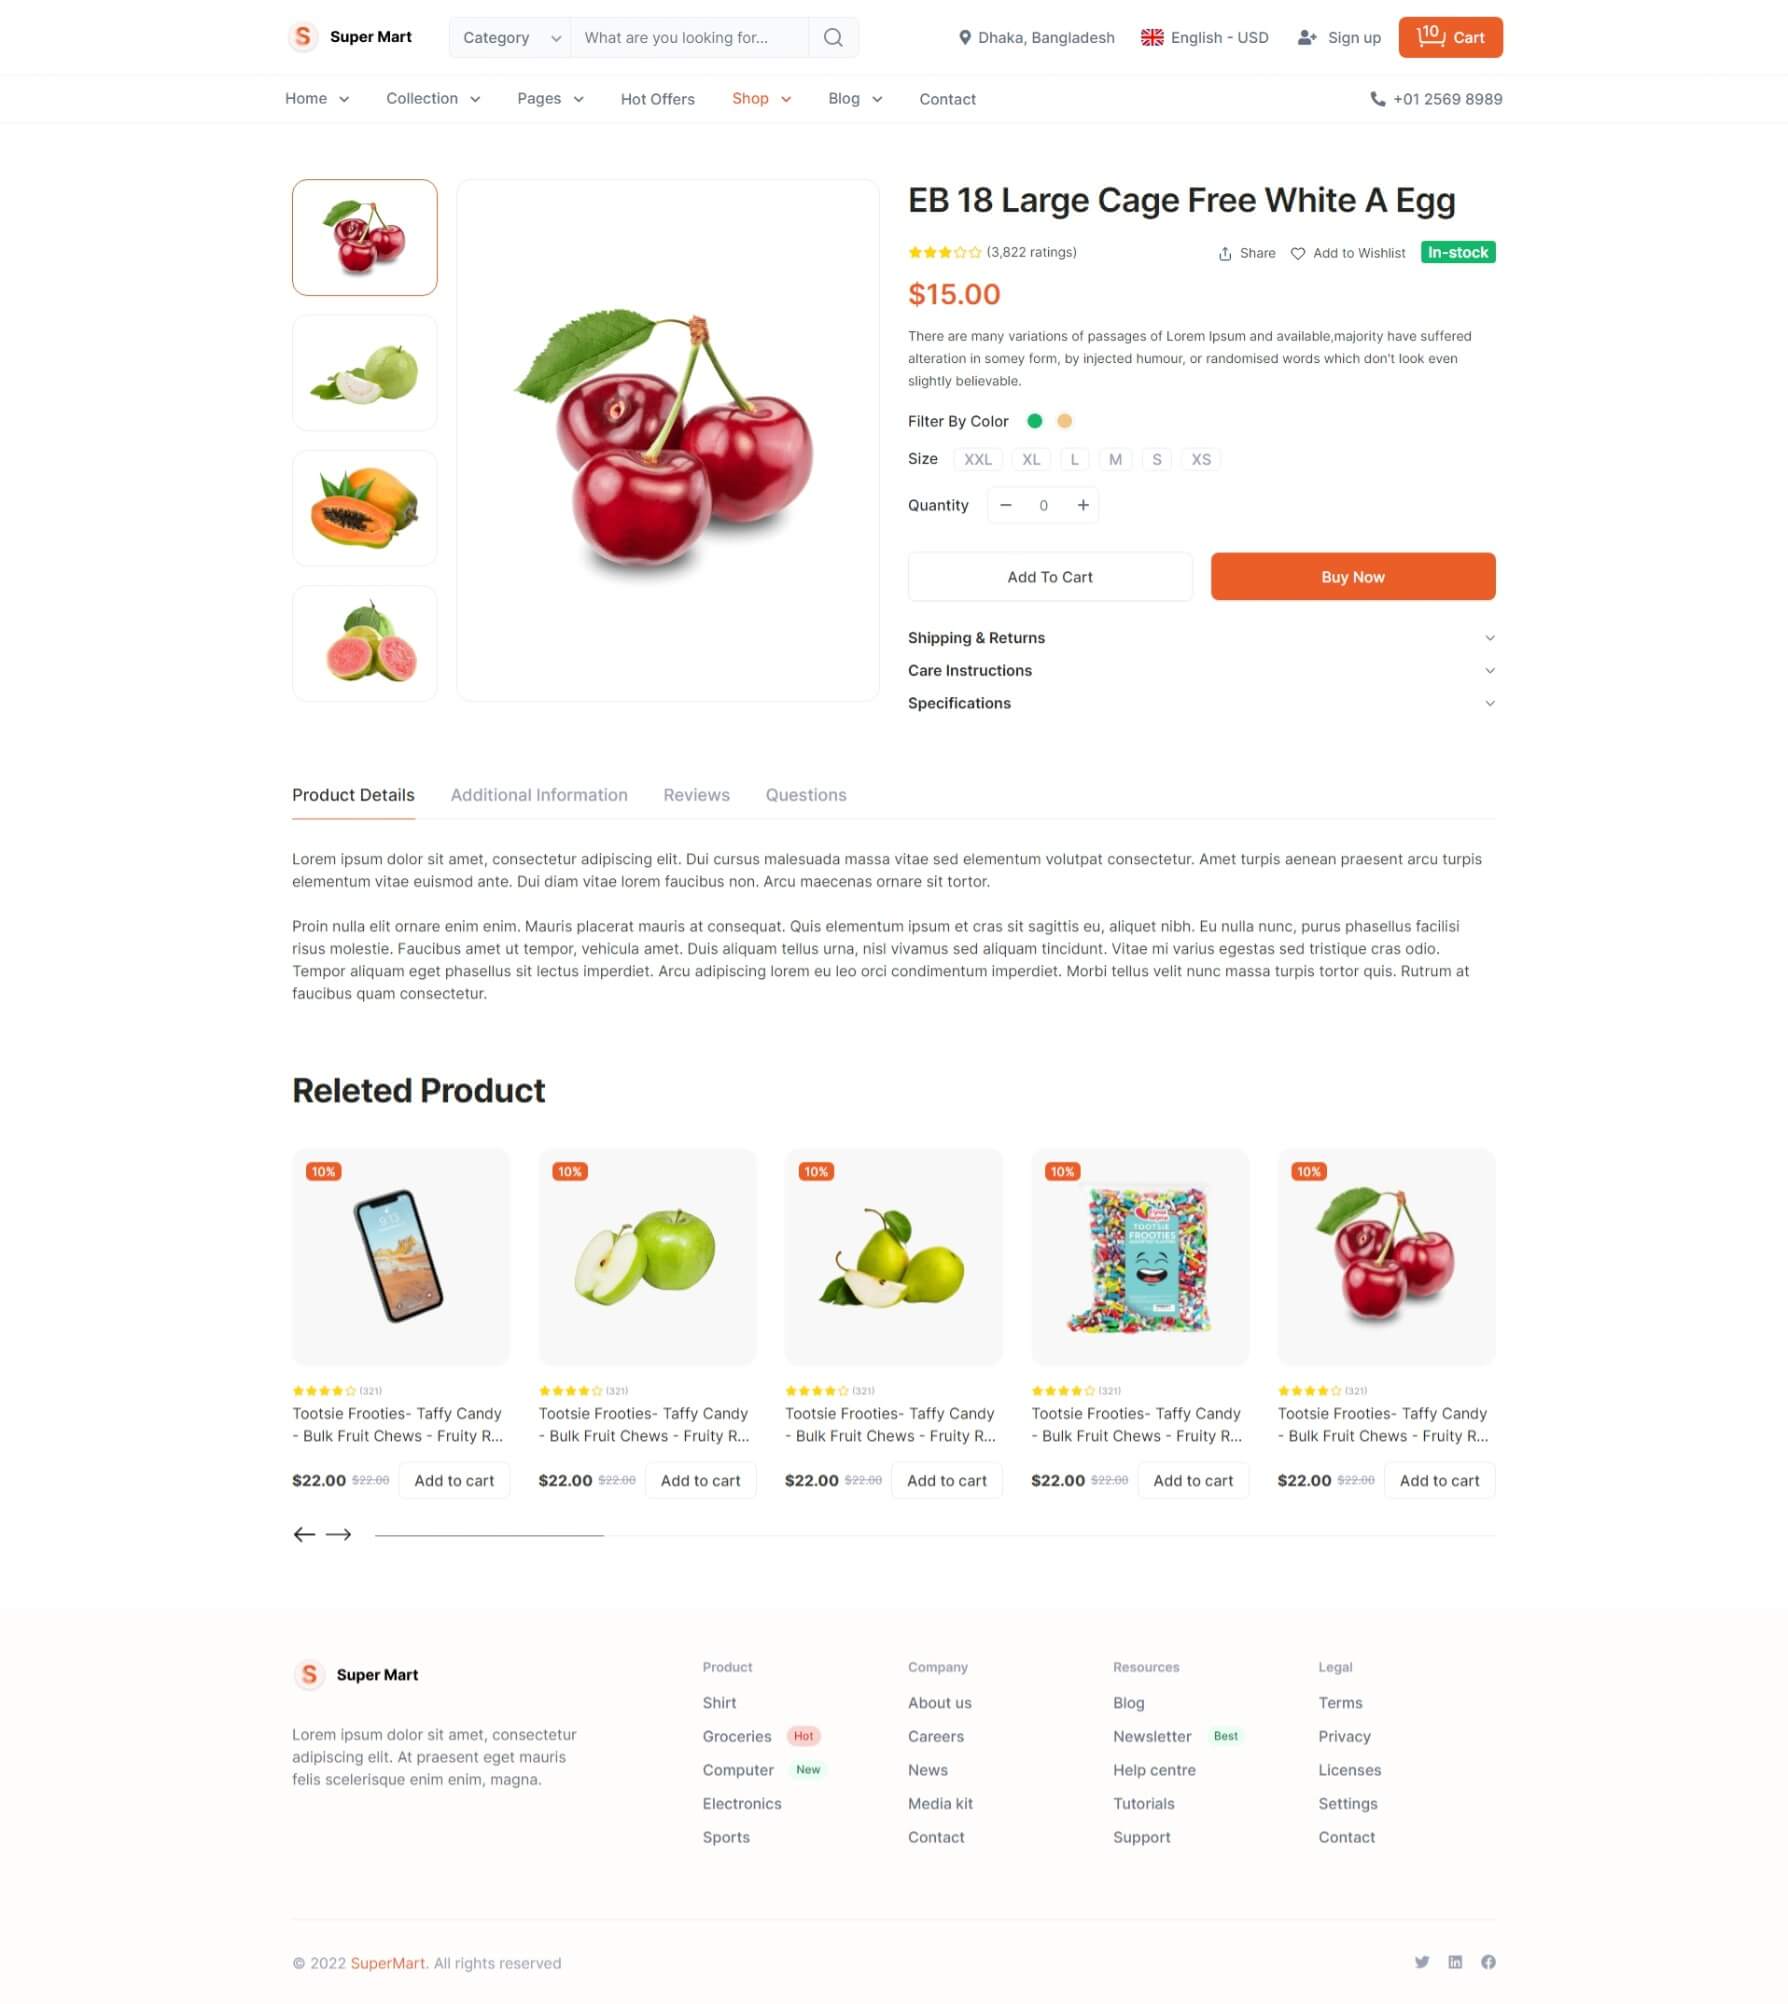 S Super Mart
Category What are you looking for...
Dhaka, Bangladesh English - USD Sign up 10 Cart
Home Collection Pages Hot Offers Shop Blog Contact +01 2569 8989
EB 18 Large Cage Free White A Egg
(3,822 ratings) Share Add to Wishlist In-stock
$15.00
There are many variations of passages of Lorem Ipsum and available,majority have suffered
alteration in somey form, by injected humour, or randomised words which don't look even
slightly believable.
Filter By Color
Size XXL XL L M S XS
Quantity − 0 +
Add To Cart Buy Now
Shipping & Returns
Care Instructions
Specifications
Product Details Additional Information Reviews Questions
Lorem ipsum dolor sit amet, consectetur adipiscing elit. Dui cursus malesuada massa vitae sed elementum volutpat consectetur. Amet turpis aenean praesent arcu turpis
elementum vitae euismod ante. Dui diam vitae lorem faucibus non. Arcu maecenas ornare sit tortor.
Proin nulla elit ornare enim enim. Mauris placerat mauris at consequat. Quis elementum ipsum et cras sit sagittis eu, aliquet nibh. Eu nulla nunc, purus phasellus facilisi
risus molestie. Faucibus amet ut tempor, vehicula amet. Duis aliquam tellus urna, nisl vivamus sed aliquam tincidunt. Vitae mi varius egestas sed tristique cras odio.
Tempor aliquam eget phasellus sit lectus imperdiet. Arcu adipiscing lorem eu leo orci condimentum imperdiet. Morbi tellus velit nunc massa turpis tortor quis. Rutrum at
faucibus quam consectetur.
Releted Product
10% 10% 10% 10% 10%
9:13
TOOTSIE
FROOTIES
(321) (321) (321) (321) (321)
Tootsie Frooties- Taffy Candy Tootsie Frooties- Taffy Candy Tootsie Frooties- Taffy Candy Tootsie Frooties- Taffy Candy Tootsie Frooties- Taffy Candy
- Bulk Fruit Chews - Fruity R... - Bulk Fruit Chews - Fruity R... - Bulk Fruit Chews - Fruity R... - Bulk Fruit Chews - Fruity R... - Bulk Fruit Chews - Fruity R...
$22.00 $22.00 Add to cart $22.00 $22.00 Add to cart $22.00 $22.00 Add to cart $22.00 $22.00 Add to cart $22.00 $22.00 Add to cart
S Super Mart
Lorem ipsum dolor sit amet, consectetur
adipiscing elit. At praesent eget mauris
felis scelerisque enim enim, magna.
Product
Shirt
Groceries Hot
Computer New
Electronics
Sports
Company
About us
Careers
News
Media kit
Contact
Resources
Blog
Newsletter Best
Help centre
Tutorials
Support
Legal
Terms
Privacy
Licenses
Settings
Contact
© 2022 SuperMart. All rights reserved